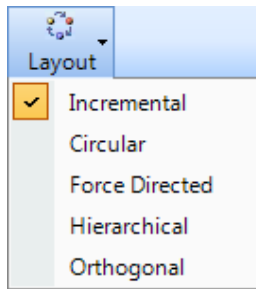 Layout
Incremental
Circular
Force Directed
Hierarchical
Orthogonal